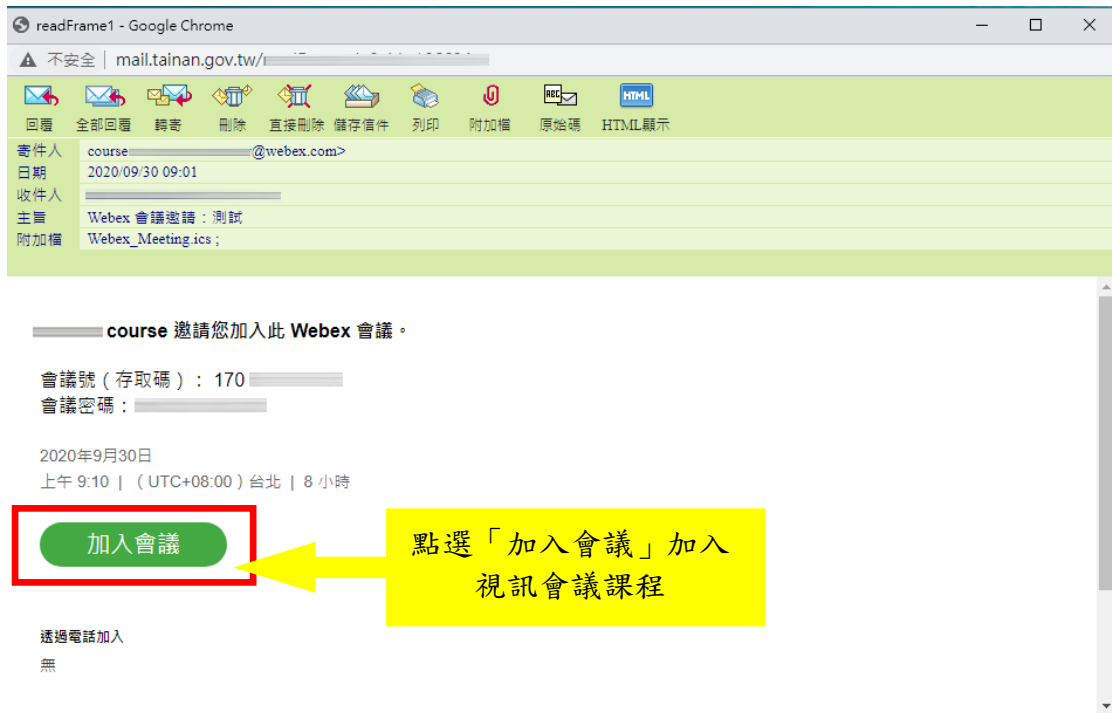 readFrame1 - Google Chrome
不安全 | mail.tainan.gov.tw/
回覆 全部回覆 轉寄 刪除 直接刪除 儲存信件 列印 附加檔 原始碼 HTML顯示
寄件人 course @webex.com>
日期 2020/09/30 09:01
收件人
主旨 Webex 會議邀請：測試
附加檔 Webex_Meeting.ics ;
course 邀請您加入此 Webex 會議。
會議號（存取碼）： 170
會議密碼：
2020年9月30日
上午 9:10 | （UTC+08:00）台北 | 8 小時
加入會議
點選「加入會議」加入
視訊會議課程
透過電話加入
無